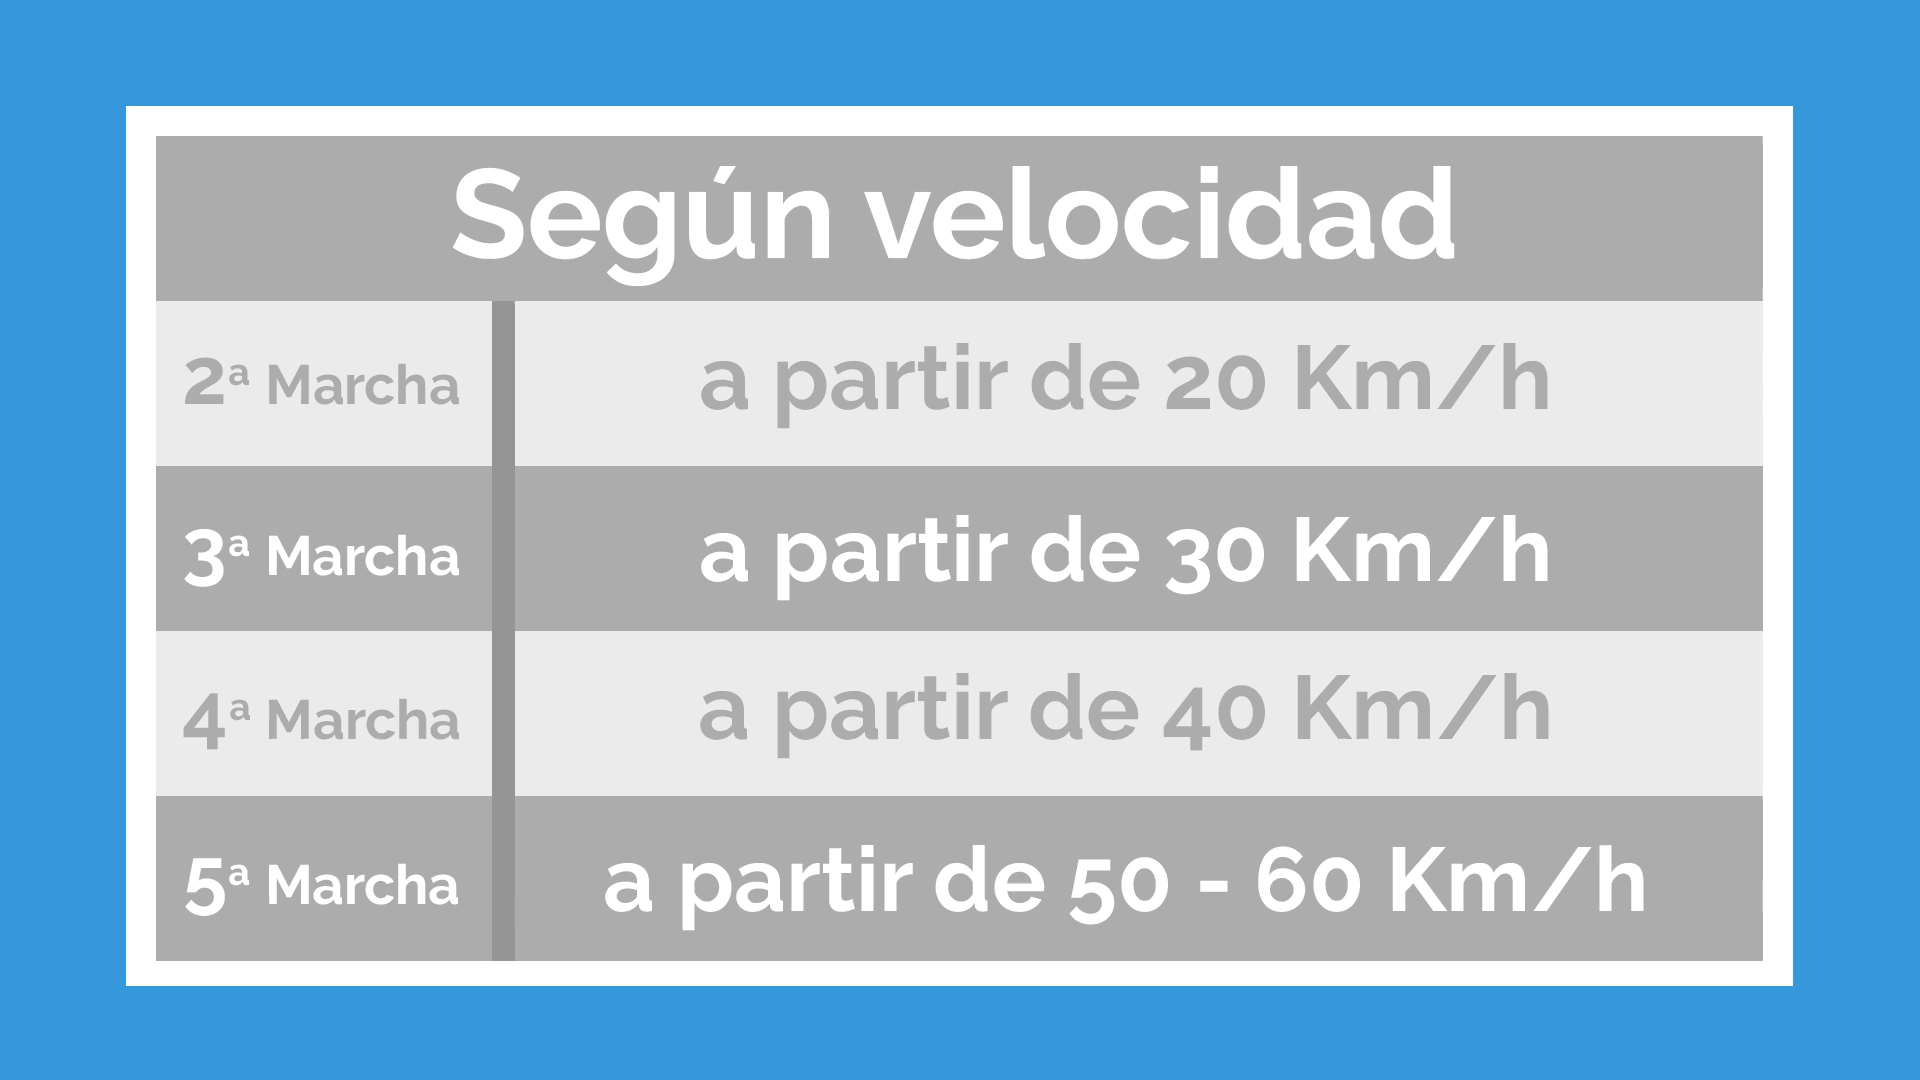 Según velocidad
2ª Marcha a partir de 20 Km/h
3ª Marcha a partir de 30 Km/h
4ª Marcha a partir de 40 Km/h
5ª Marcha a partir de 50 - 60 Km/h